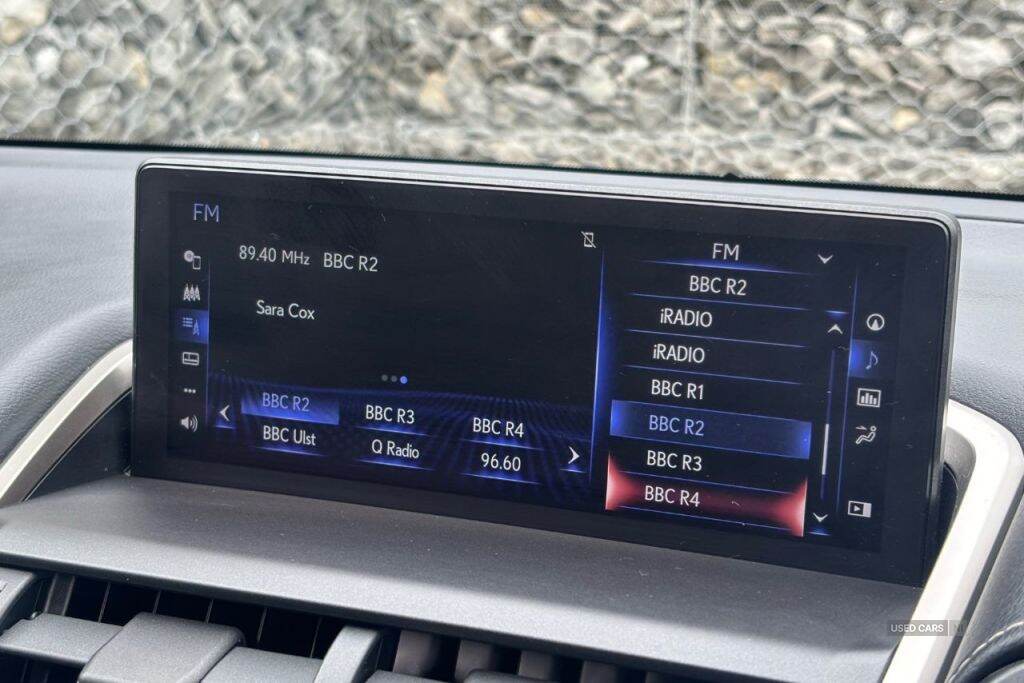 FM
89.40 MHz BBC R2
Sara Cox
BBC R2 BBC R3 BBC R4
BBC Ulst Q Radio 96.60
FM
BBC R2
iRADIO
iRADIO
BBC R1
BBC R2
BBC R3
BBC R4
USED CARS NI